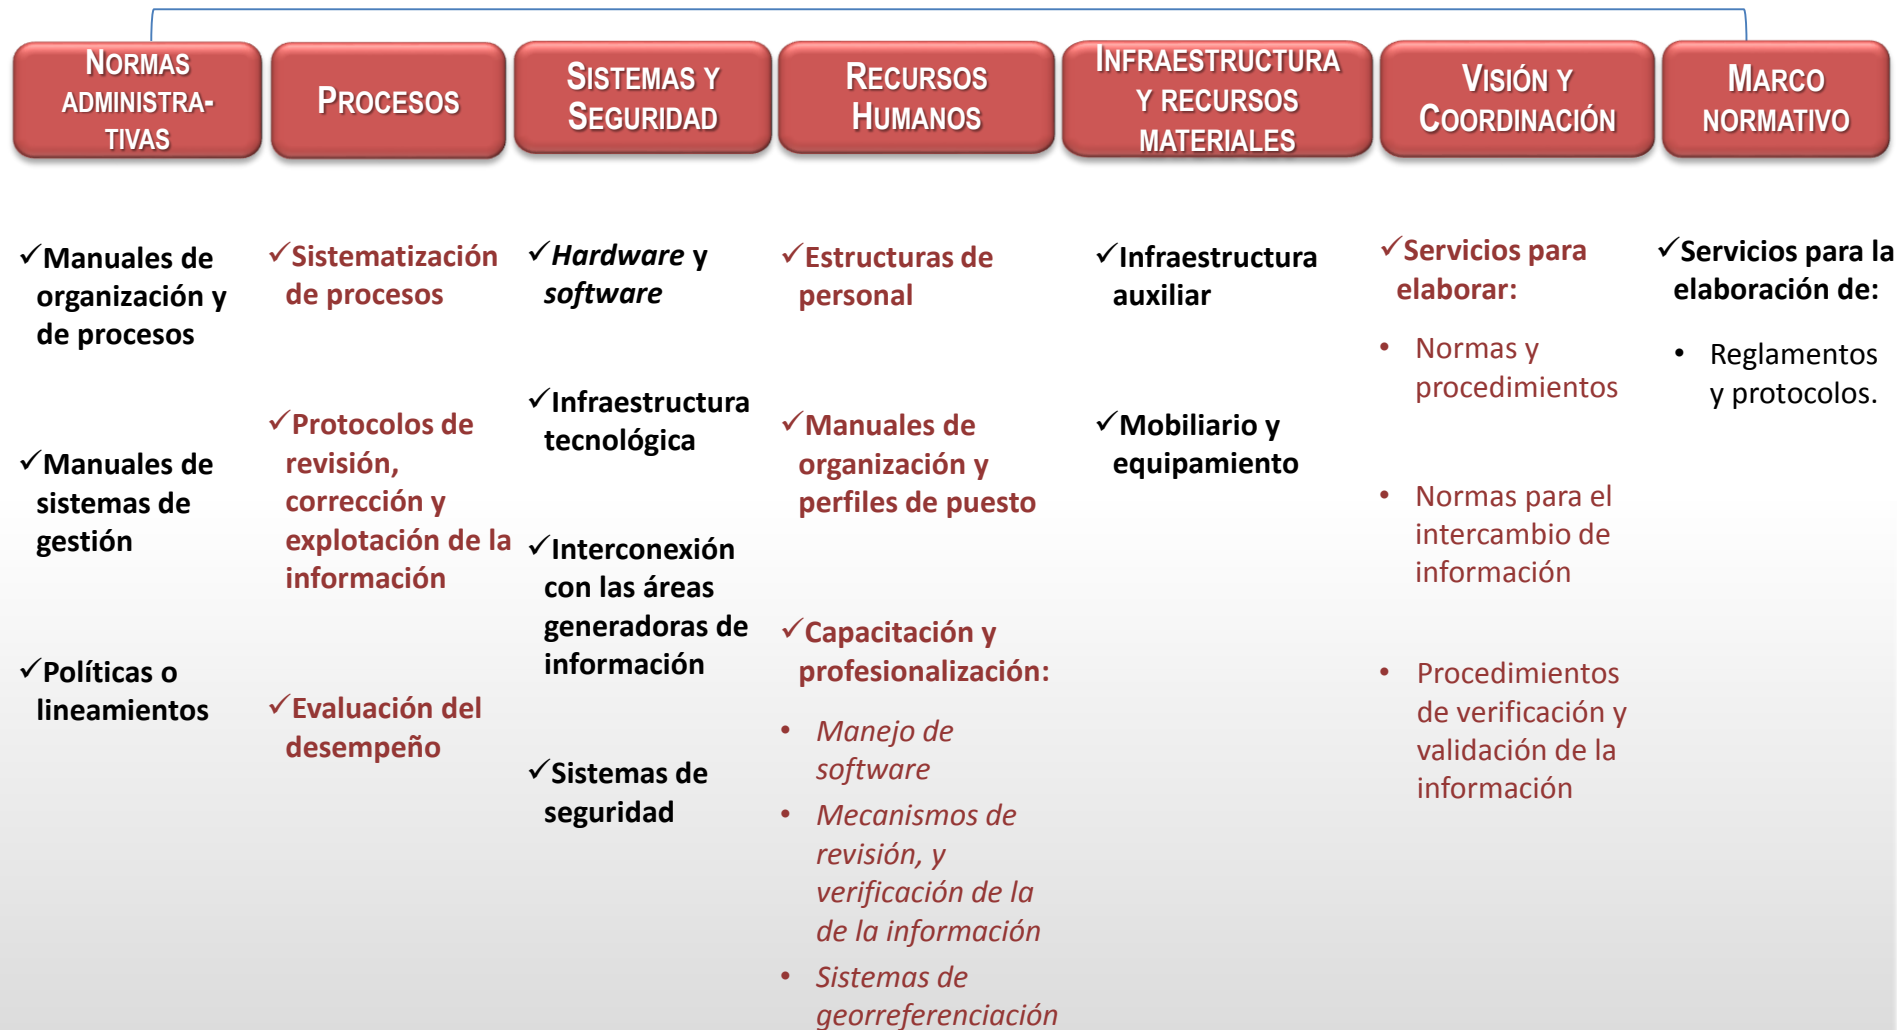 NORMAS
ADMINISTRA-
TIVAS
PROCESOS
SISTEMAS Y
SEGURIDAD
RECURSOS
HUMANOS
INFRAESTRUCTURA
Y RECURSOS
MATERIALES
VISIÓN Y
COORDINACIÓN
MARCO
NORMATIVO
✓Manuales de
organización y
de procesos
✓Manuales de
sistemas de
gestión
✓Políticas o
lineamientos
✓Sistematización
de procesos
✓Protocolos de
revisión,
corrección y
explotación de la
información
✓Evaluación del
desempeño
✓Hardware y
software
✓Infraestructura
tecnológica
✓Interconexión
con las áreas
generadoras de
información
✓Sistemas de
seguridad
✓Estructuras de
personal
✓Manuales de
organización y
perfiles de puesto
✓Capacitación y
profesionalización:
• Manejo de
software
• Mecanismos de
revisión, y
verificación de la
de la información
• Sistemas de
georreferenciación
✓Infraestructura
auxiliar
✓Mobiliario y
equipamiento
✓Servicios para
elaborar:
• Normas y
procedimientos
• Normas para el
intercambio de
información
• Procedimientos
de verificación y
validación de la
información
✓Servicios para la
elaboración de:
• Reglamentos
y protocolos.